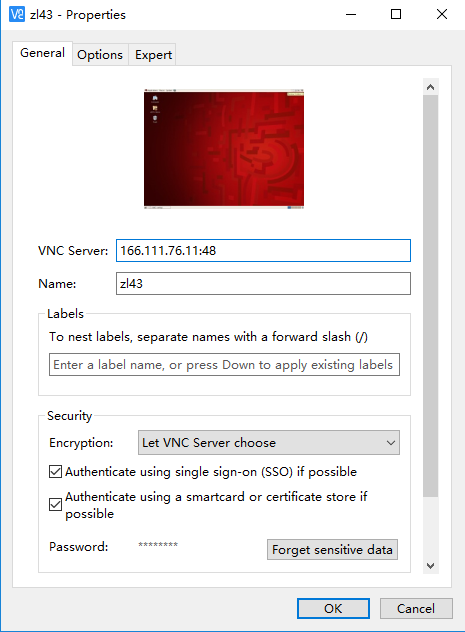 zl43 - Properties
General
Options
Expert
VNC Server:
166.111.76.11:48
Name:
zl43
Labels
To nest labels, separate names with a forward slash (/)
Enter a label name, or press Down to apply existing labels
Security
Encryption:
Let VNC Server choose
Authenticate using single sign-on (SSO) if possible
Authenticate using a smartcard or certificate store if
possible
Password:
********
Forget sensitive data
OK
Cancel